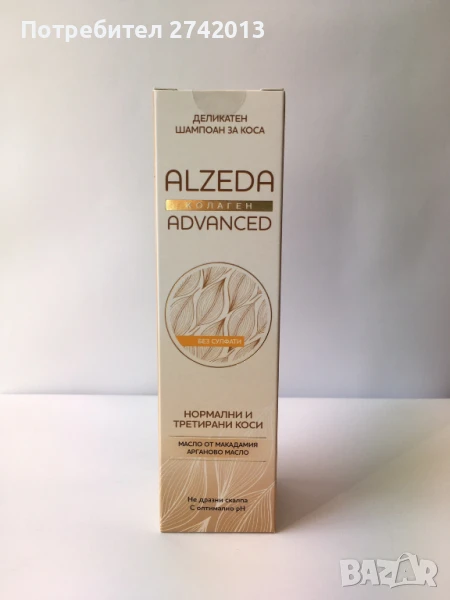 Потребител 2742013
ДЕЛИКАТЕН
ШАМПОАН ЗА КОСА
ALZEDA
КОЛАГЕН
ADVANCED
БЕЗ СУЛФАТИ
НОРМАЛНИ И
ТРЕТИРАНИ КОСИ
МАСЛО ОТ МАКАДАМИЯ
АРГАНОВО МАСЛО
Не дразни скалпа
С оптимално pH
BAZAR